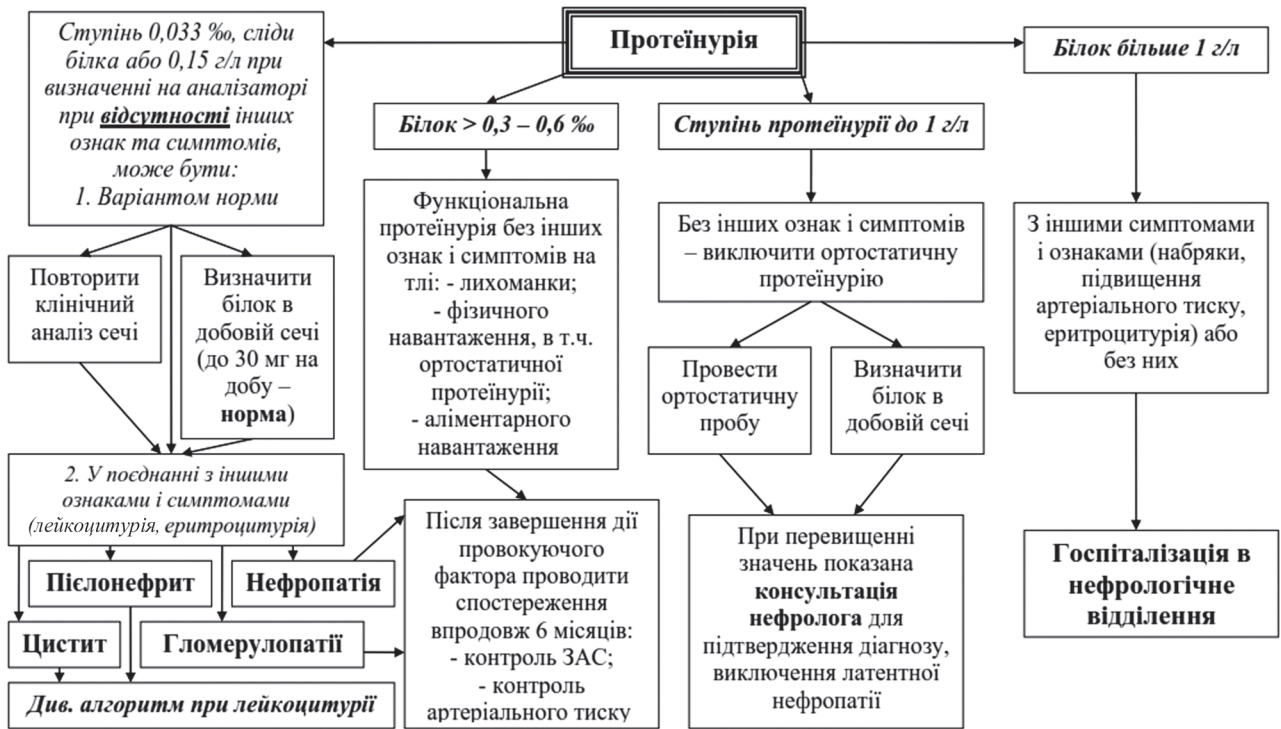 Протеїнурія
Ступінь 0,033 ‰, сліди
білка або 0,15 г/л при
визначенні на аналізаторі
при відсутності інших
ознак та симптомів,
може бути:
1. Варіантом норми
Повторити
клінічний
аналіз сечі
Визначити
білок в
добовій сечі
(до 30 мг на
добу –
норма)
2. У поєднанні з іншими
ознаками і симптомами
(лейкоцитурія, еритроцитурія)
Пієлонефрит
Нефропатія
Цистит
Гломерулопатії
Див. алгоритм при лейкоцитурії
Білок > 0,3 – 0,6 ‰
Функціональна
протеїнурія без інших
ознак і симптомів на
тлі: - лихоманки;
- фізичного
навантаження, в т.ч.
ортостатичної
протеїнурії;
- аліментарного
навантаження
Після завершення дії
провокуючого
фактора проводити
спостереження
впродовж 6 місяців:
- контроль ЗАС;
- контроль
артеріального тиску
Ступінь протеїнурії до 1 г/л
Без інших ознак і симптомів
– виключити ортостатичну
протеїнурію
Провести
ортостатичну
пробу
Визначити
білок в
добовій сечі
При перевищенні
значень показана
консультація
нефролога для
підтвердження діагнозу,
виключення латентної
нефропатії
Білок більше 1 г/л
З іншими симптомами
і ознаками (набряки,
підвищення
артеріального тиску,
еритроцитурія) або
без них
Госпіталізація в
нефрологічне
відділення